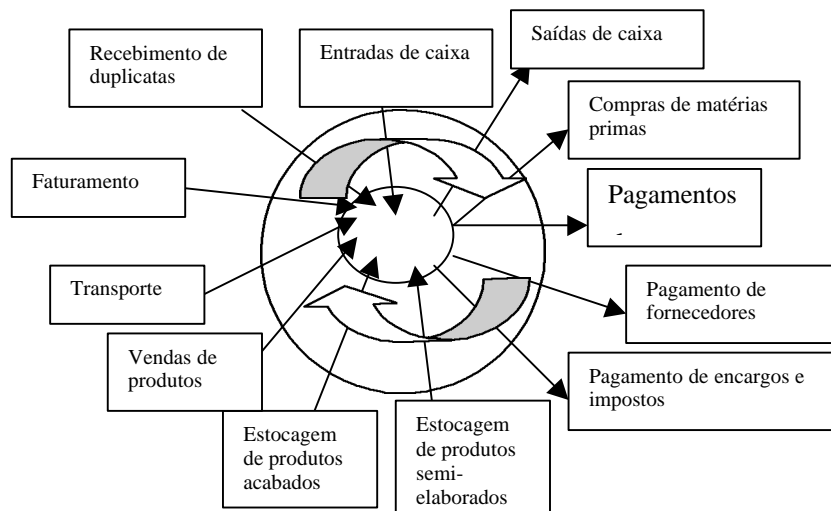 Recebimento de
duplicatas
Entradas de caixa
Saídas de caixa
Compras de matérias
primas
Faturamento
Pagamentos
Transporte
Pagamento de
fornecedores
Vendas de
produtos
Pagamento de encargos e
impostos
Estocagem
de produtos
acabados
Estocagem
de produtos
semi-
elaborados